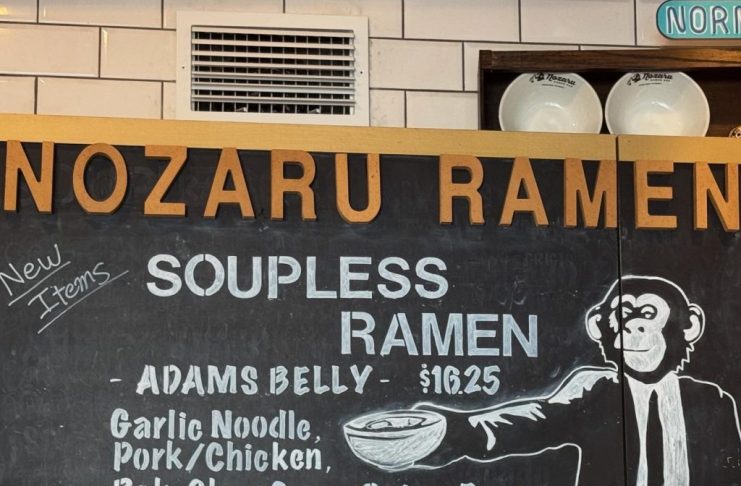 NORM
Nozaru
Nozaru
NOZARU RAMEN
New
Items
SOUPLESS
RAMEN
- ADAMS BELLY - $16.25
Garlic Noodle,
Pork/Chicken,